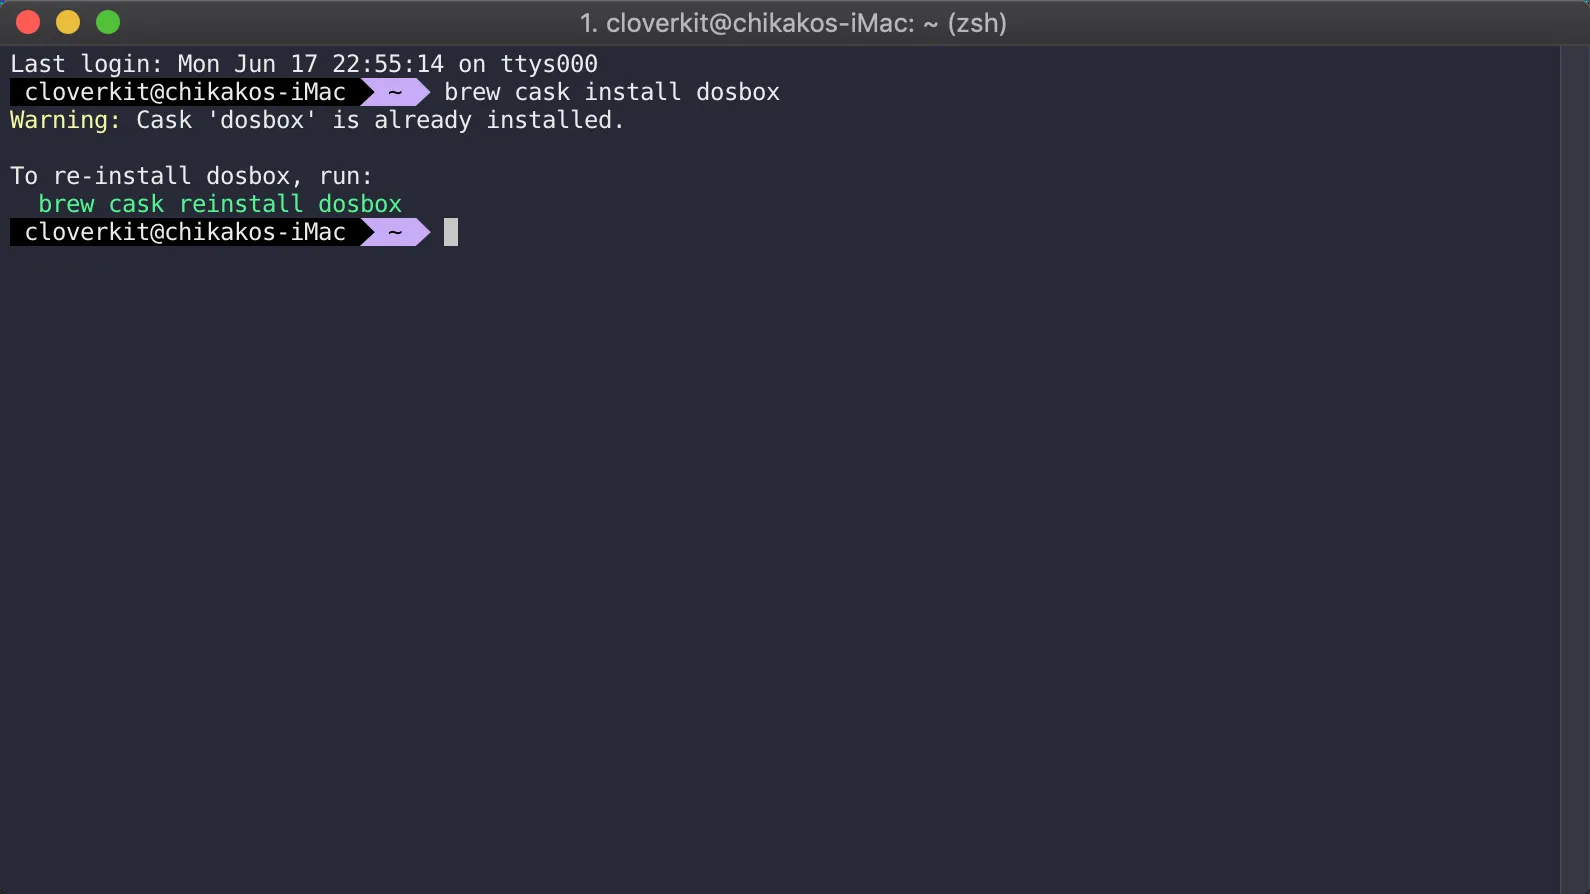 1. cloverkit@chikakos-iMac: ~ (zsh)
Last login: Mon Jun 17 22:55:14 on ttys000
cloverkit@chikakos-iMac ~ brew cask install dosbox
Warning: Cask 'dosbox' is already installed.
To re-install dosbox, run:
brew cask reinstall dosbox
cloverkit@chikakos-iMac ~